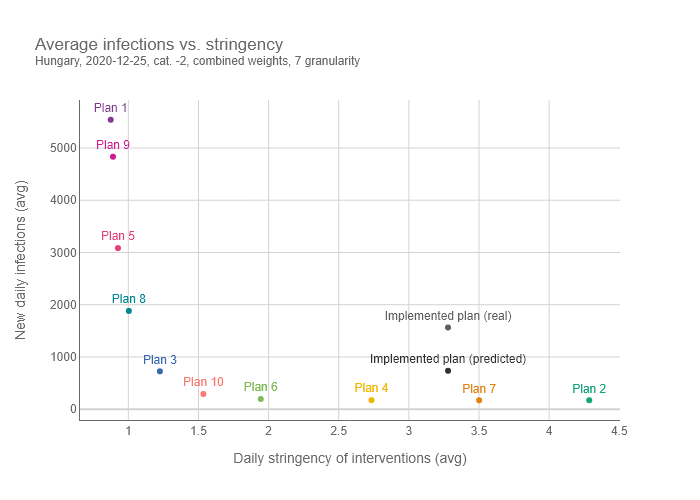 Average infections vs. stringency
Hungary, 2020-12-25, cat. -2, combined weights, 7 granularity
Plan 1
Plan 9
5000
4000
Plan 5
3000
Plan 8
2000
Implemented plan (real)
1000
Plan 3
Implemented plan (predicted)
Plan 10
Plan 6
Plan 4
Plan 7
Plan 2
0
New daily infections (avg)
1
1.5
2
2.5
3
3.5
4
4.5
Daily stringency of interventions (avg)